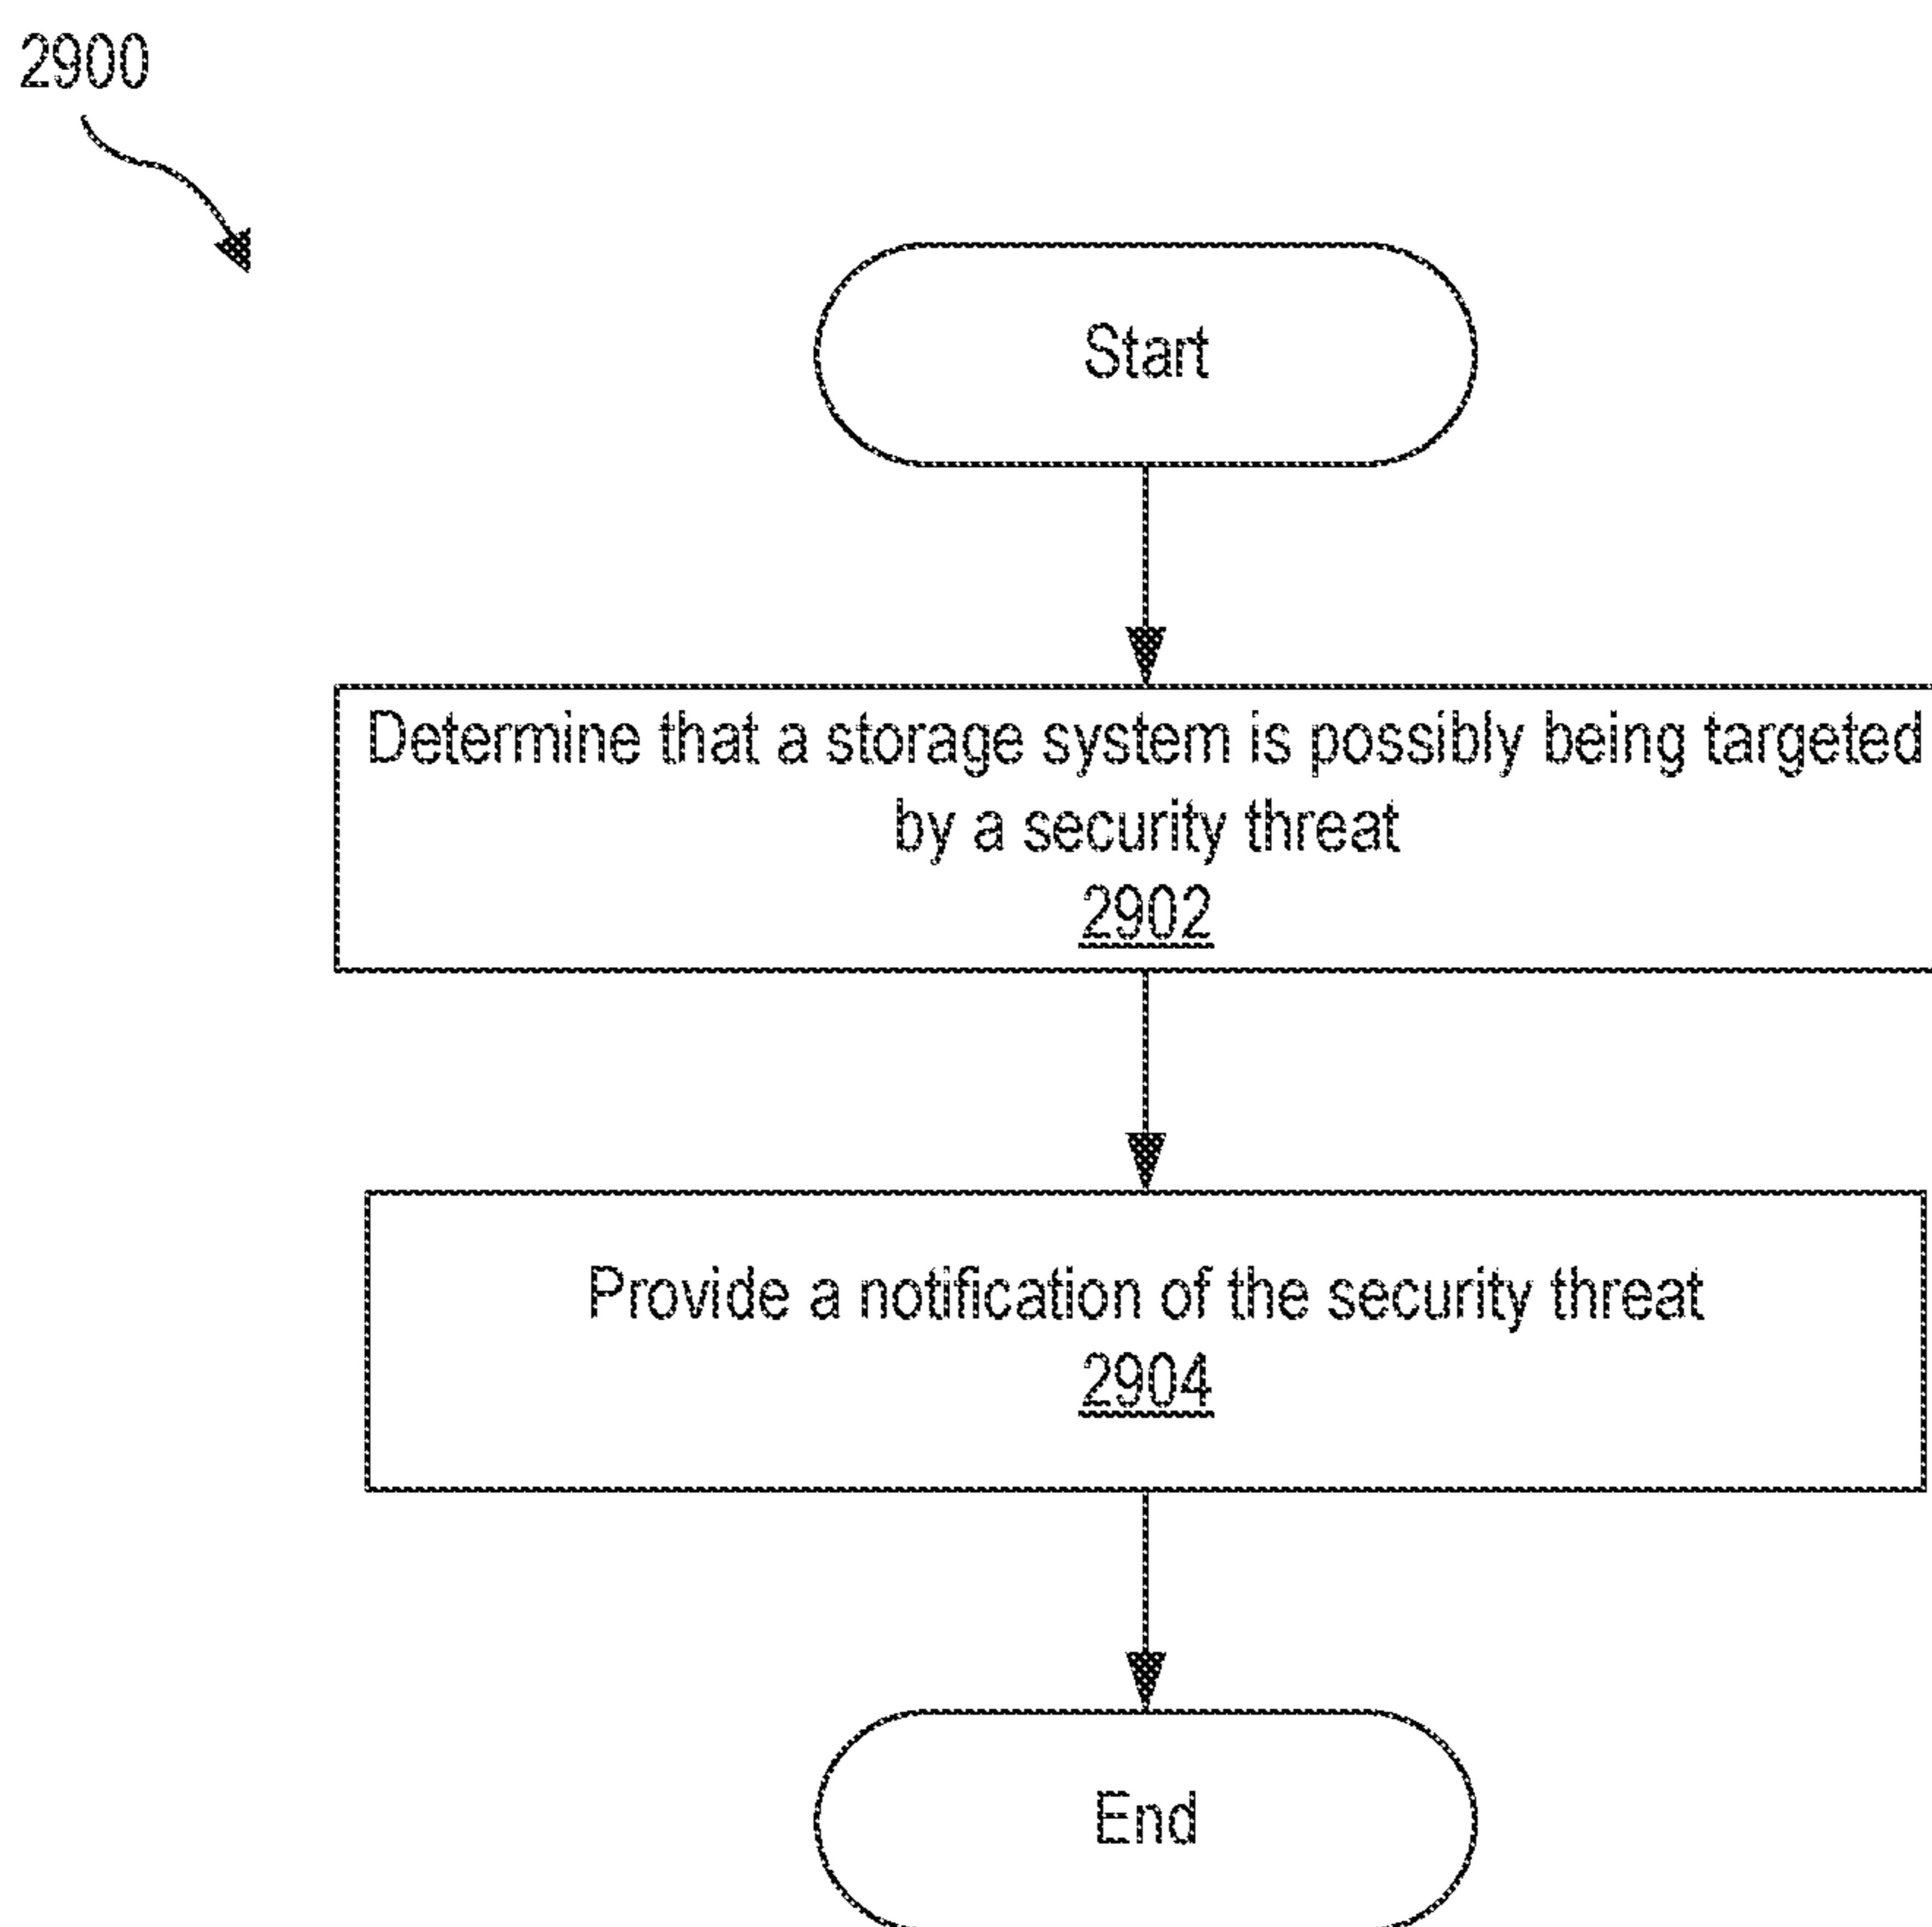 2900
Start
Determine that a storage system is possibly being targeted
by a security threat
2902
Provide a notification of the security threat
2904
End